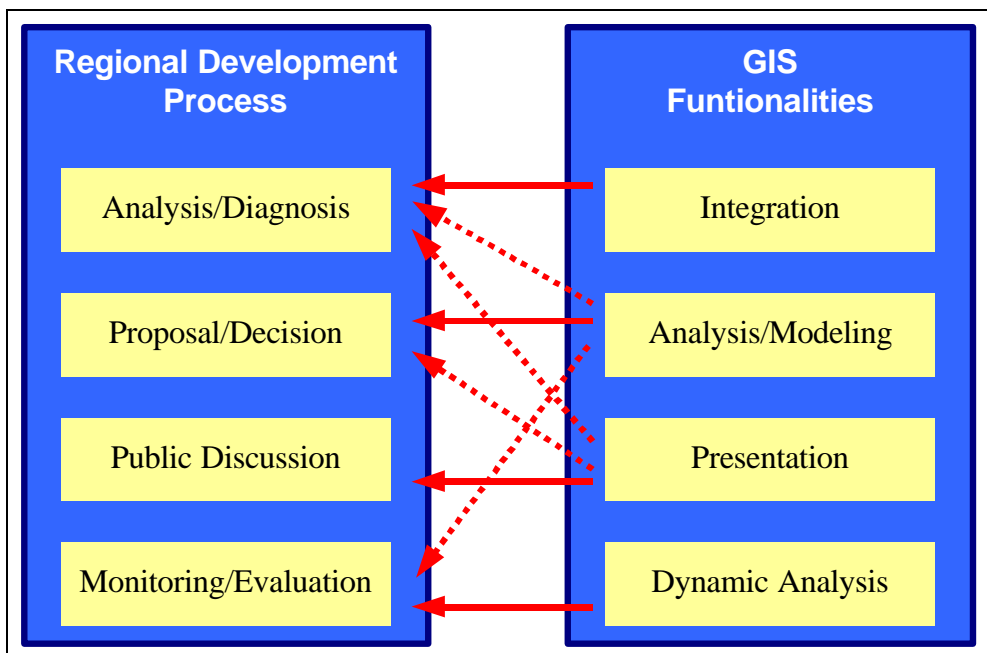 Regional Development
Process
Analysis/Diagnosis
Proposal/Decision
Public Discussion
Monitoring/Evaluation
GIS
Funtionalities
Integration
Analysis/Modeling
Presentation
Dynamic Analysis